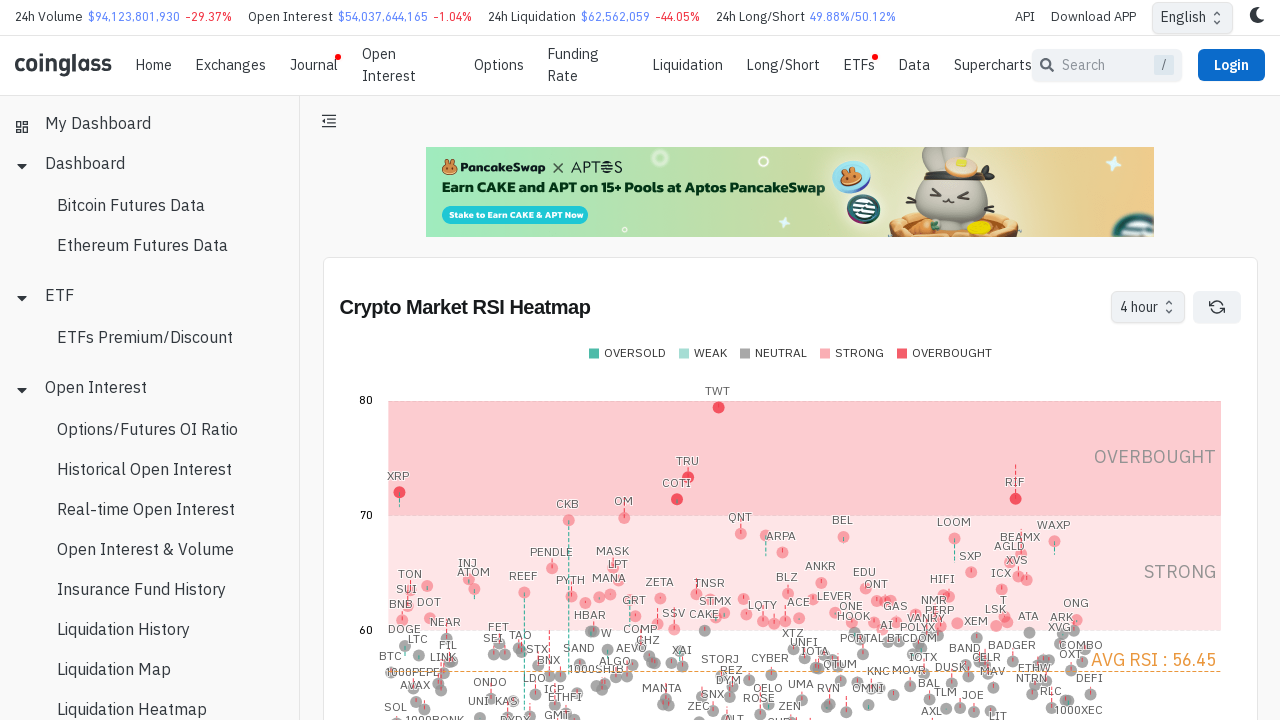 24h Volume $94,123,801,930 -29.37% Open Interest $54,037,644,165 -1.04% 24h Liquidation $62,562,059 -44.05% 24h Long/Short 49.88%/50.12% API Download APP English
coinglass Home Exchanges Journal Open Interest Options Funding Rate Liquidation Long/Short ETFs Data Supercharts Search / Login
My Dashboard
Dashboard
Bitcoin Futures Data
Ethereum Futures Data
ETF
ETFs Premium/Discount
Open Interest
Options/Futures OI Ratio
Historical Open Interest
Real-time Open Interest
Open Interest & Volume
Insurance Fund History
Liquidation History
Liquidation Map
Liquidation Heatmap
PancakeSwap × APTOS
Earn CAKE and APT on 15+ Pools at Aptos PancakeSwap
Stake to Earn CAKE & APT Now
Crypto Market RSI Heatmap
4 hour
OVERSOLD WEAK NEUTRAL STRONG OVERBOUGHT
80
TWT
OVERBOUGHT
TRU
XRP
COTI
RIF
OM
CKB
70
QNT
BEL
LOOM
WAXP
ARPA
BEAMX
AGLD
PENDLE
MASK
SXP
XVS
INJ
LPT
ANKR
STRONG
TON
ATOM
REEF
PYTH
MANA
ZETA
TNSR
BLZ
EDU
QNT
HIFI
ICX
SUI
BNB
DOT
GRT
STMX
LOTY
ACE
LEVER
ONE
GAS
NMR
PERP
LSK
ONG
HBAR
SSV
CAKE
HOOK
VANRY
XEM
ATA
ARK
60
DOGE
NEAR
FET
COMP
XTZ
AI
POLYX
XVG
LTC
SEI
TAO
W
CHZ
UNFI
PORTAL
BTCDOM
BAND
BADGER
COMBO
BTC
FIL
LINK
STX
SAND
AEVO
XAI
STORJ
CYBER
IOTA
IOTX
CELR
OXT
AVG RSI : 56.45
1000PEPE
BNX
ALGO
1000SHIB
REZ
QTUM
KNC
MOVR
DUSK
MAV
ETHW
AVAX
ONDO
LDO
ICP
MANTA
DYM
OELO
UMA
RVN
OMNI
BAL
NTRN
DEFI
SOL
UNI
KAS
ETHFI
SNX
ROSE
ZEC
ZEN
TLM
JOE
RLC
1000XEC
1000BONK
DYDX
GMT
ALT
AXL
LIT